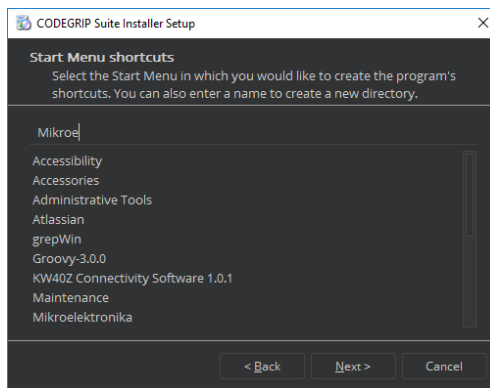 CODEGRIP Suite Installer Setup
Start Menu shortcuts
Select the Start Menu in which you would like to create the program's
shortcuts. You can also enter a name to create a new directory.
Mikroe
Accessibility
Accessories
Administrative Tools
Atlassian
grepWin
Groovy-3.0.0
KW40Z Connectivity Software 1.0.1
Maintenance
Mikroelektronika
< Back Next > Cancel